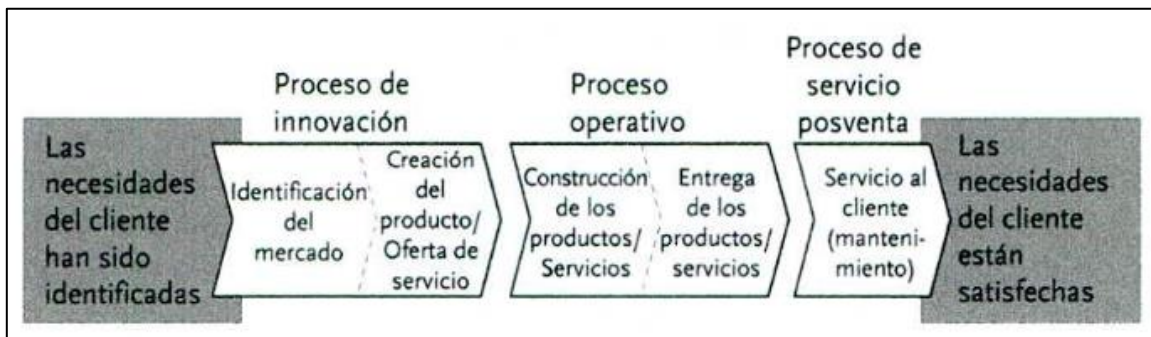 Las
necesidades
del cliente
han sido
identificadas
Proceso de
innovación
Identificación
del
mercado
Creación
del
producto/
Oferta de
servicio
Proceso
operativo
Construcción
de los
productos/
Servicios
Entrega
de los
productos/
servicios
Proceso de
servicio
posventa
Servicio al
cliente
(manteni-
miento)
Las
necesidades
del cliente
están
satisfechas